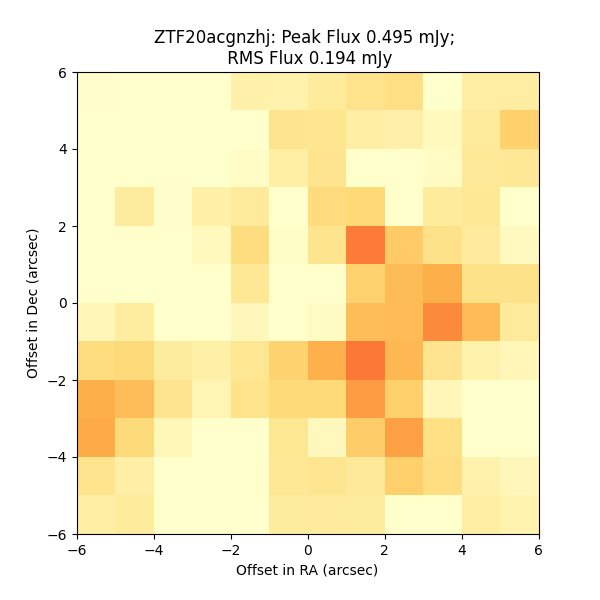 ZTF20acgnzhj: Peak Flux 0.495 mJy;
RMS Flux 0.194 mJy
6
4
2
0
−2
−4
−6
Offset in Dec (arcsec)
−6 −4 −2 0 2 4 6
Offset in RA (arcsec)